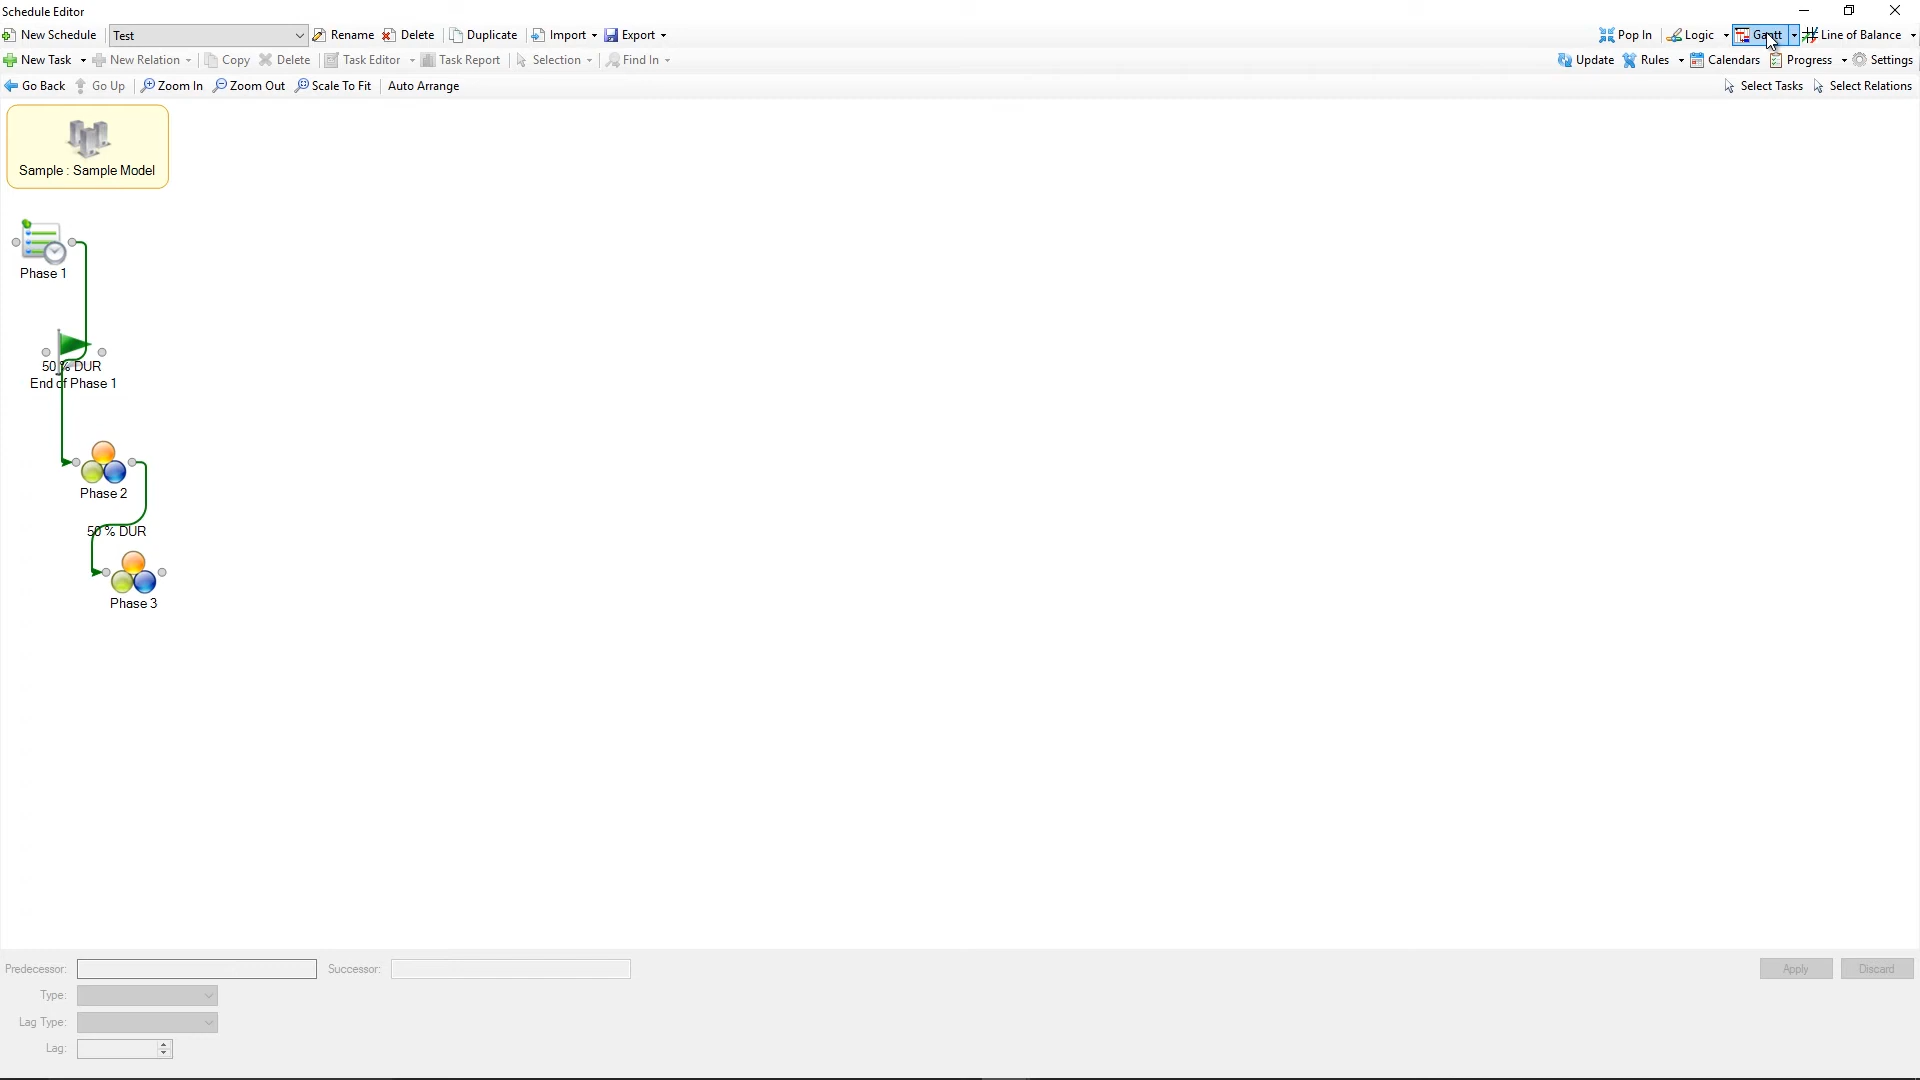 Schedule Editor
New Schedule Test Rename Delete Duplicate Import Export Pop In Logic Gantt Line of Balance
New Task New Relation Copy Delete Task Editor Task Report Selection Find In Update Rules Calendars Progress Settings
Go Back Go Up Zoom In Zoom Out Scale To Fit Auto Arrange Select Tasks Select Relations
Sample : Sample Model
Phase 1
50 % DUR
End of Phase 1
Phase 2
50 % DUR
Phase 3
Predecessor: Successor: Apply Discard
Type:
Lag Type:
Lag: